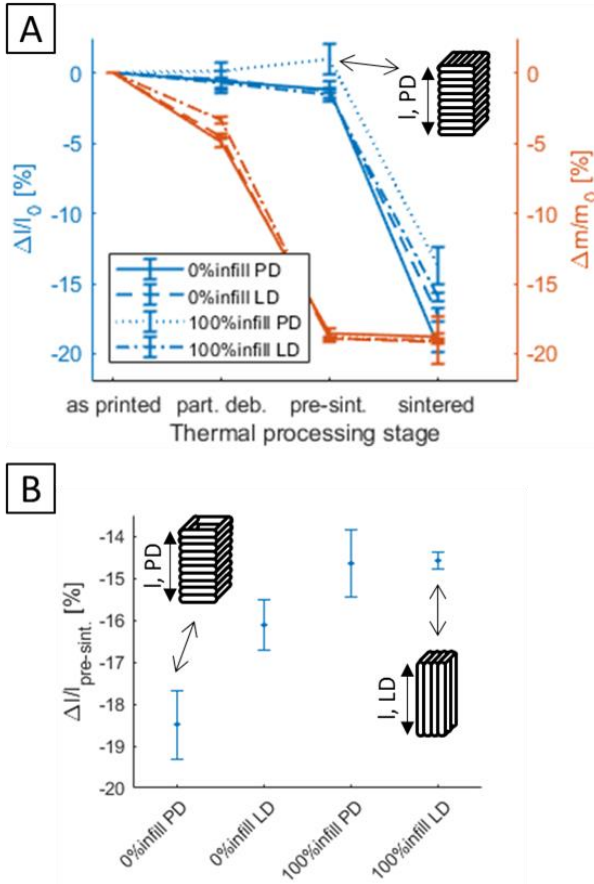 A
0
-5
-10
-15
-20
Δl/l0 [%]
l, PD
0
-5
-10
-15
-20
Δm/m0 [%]
0%infill PD
0%infill LD
100%infill PD
100%infill LD
as printed part. deb. pre-sint. sintered
Thermal processing stage
B
-14
-15
-16
-17
-18
-19
-20
Δl/lpre-sint. [%]
l, PD
l, LD
0%infill PD
0%infill LD
100%infill PD
100%infill LD